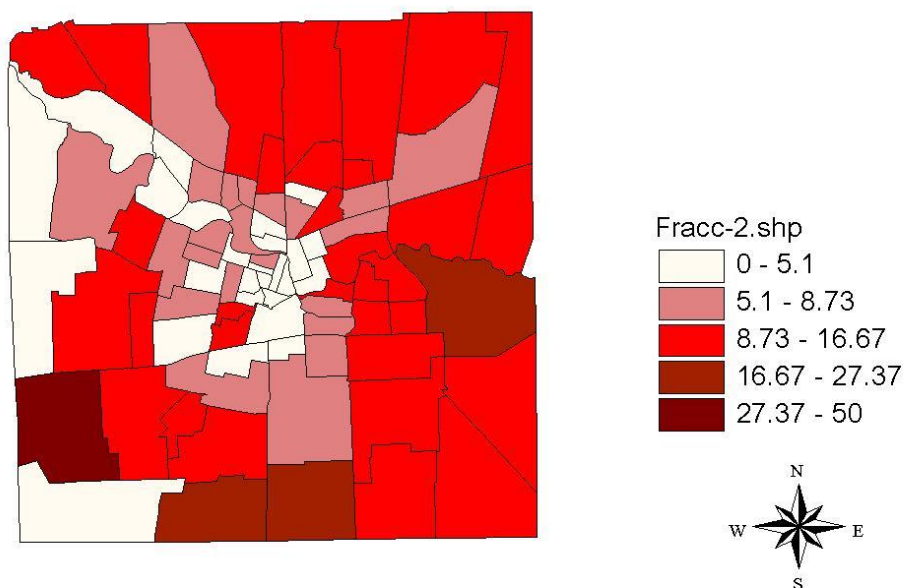 Fracc-2.shp
0 - 5.1
5.1 - 8.73
8.73 - 16.67
16.67 - 27.37
27.37 - 50
N
W E
S